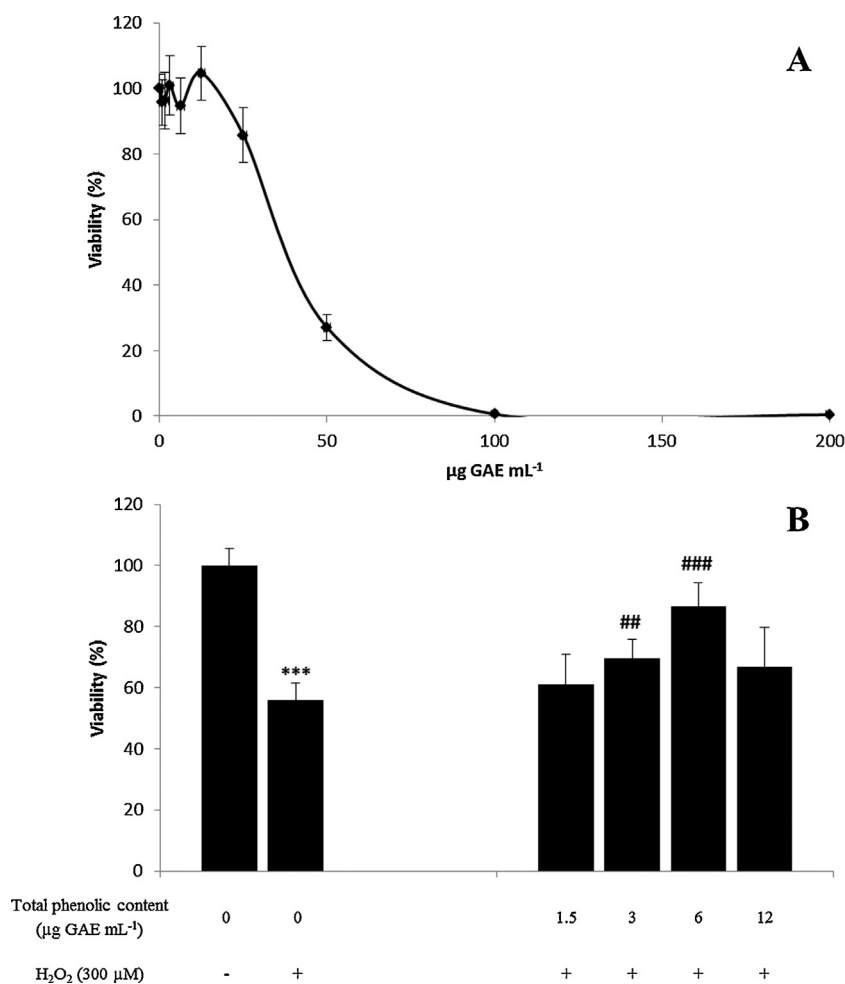 A
120
100
80
60
40
20
0
Viability (%)
0 50 100 150 200
µg GAE mL⁻¹
B
120
100
80
60
40
20
0
Viability (%)
*** ## ###
Total phenolic content
(µg GAE mL⁻¹) 0 0 1.5 3 6 12
H₂O₂ (300 µM) - + + + + +